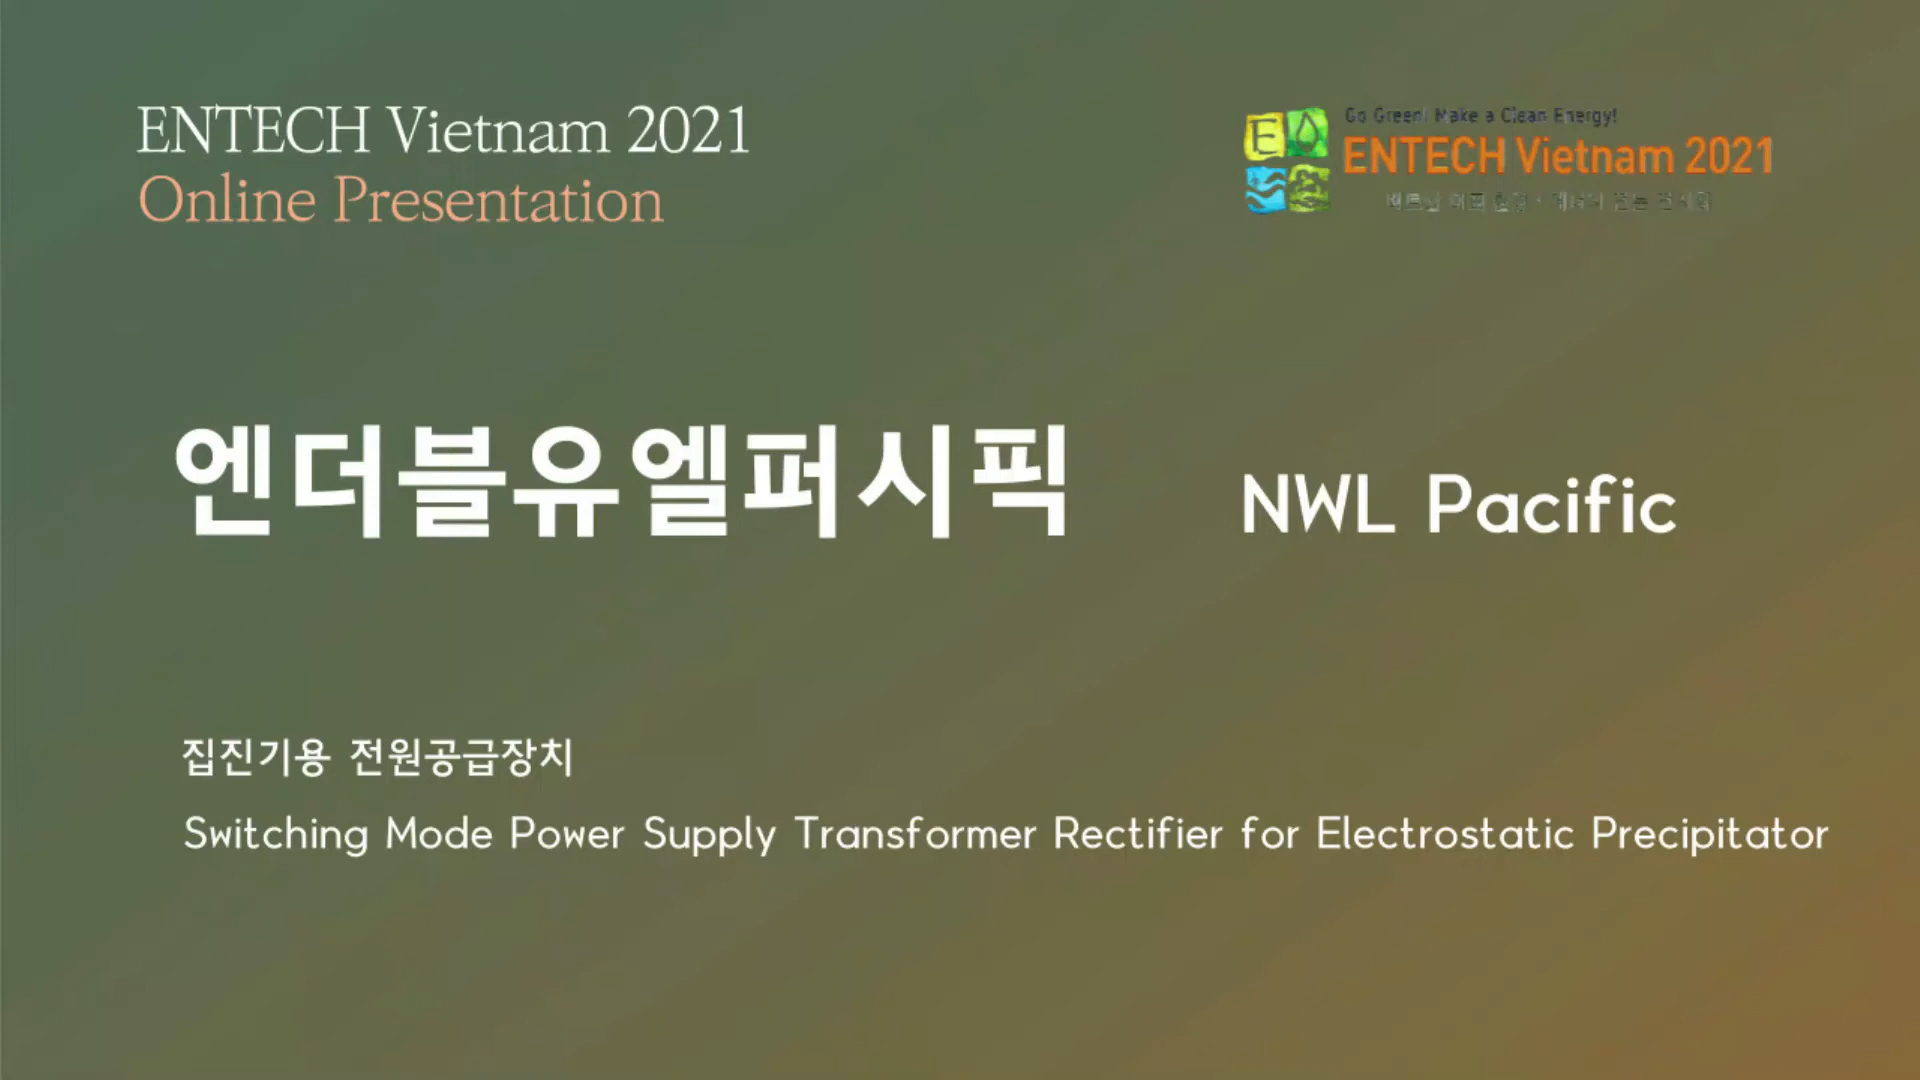 ENTECH Vietnam 2021
Online Presentation
Go Green! Make a Clean Energy!
ENTECH Vietnam 2021
엔더블유엘퍼시픽
NWL Pacific
집진기용 전원공급장치
Switching Mode Power Supply Transformer Rectifier for Electrostatic Precipitator